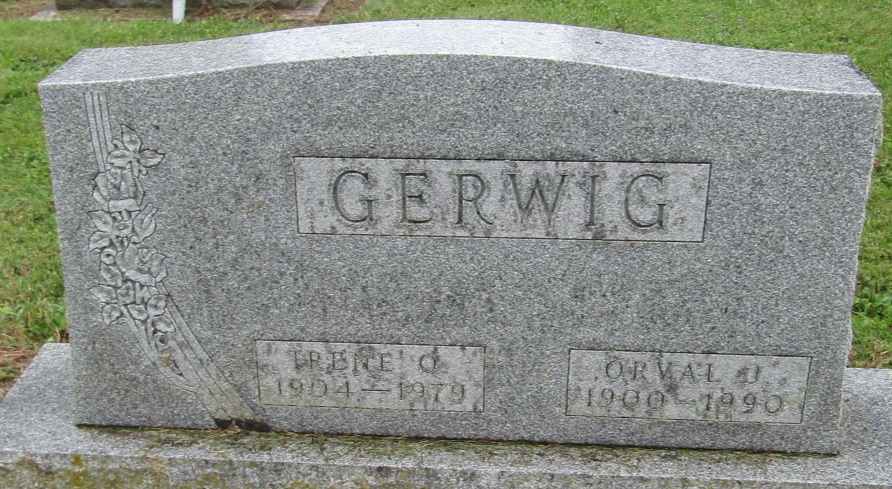 GERWIG
IRENE O.
1904—1979
ORVAL J.
1900—1990